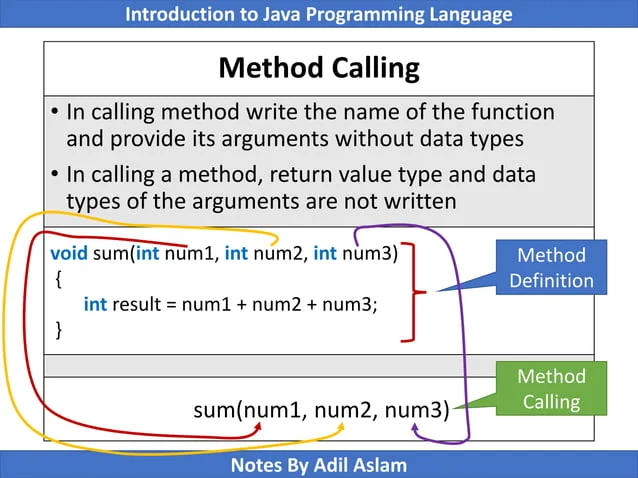 Introduction to Java Programming Language
Method Calling
• In calling method write the name of the function
and provide its arguments without data types
• In calling a method, return value type and data
types of the arguments are not written
void sum(int num1, int num2, int num3)
{
int result = num1 + num2 + num3;
}
Method
Definition
Method
Calling
sum(num1, num2, num3)
Notes By Adil Aslam